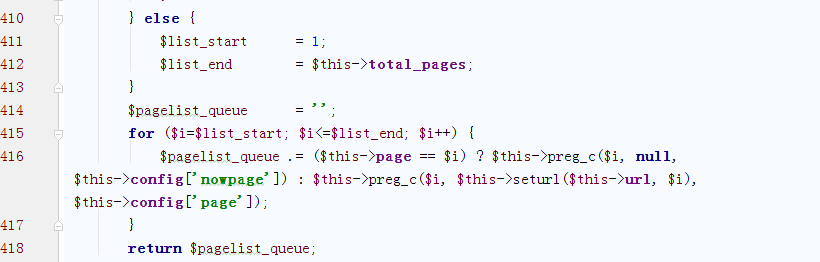 410 } else {
411 $list_start = 1;
412 $list_end = $this->total_pages;
413 }
414 $pagelist_queue = '';
415 for ($i=$list_start; $i<=$list_end; $i++) {
416 $pagelist_queue .= ($this->page == $i) ? $this->preg_c($i, null,
$this->config['nowpage']) : $this->preg_c($i, $this->seturl($this->url, $i),
$this->config['page']);
417 }
418 return $pagelist_queue;